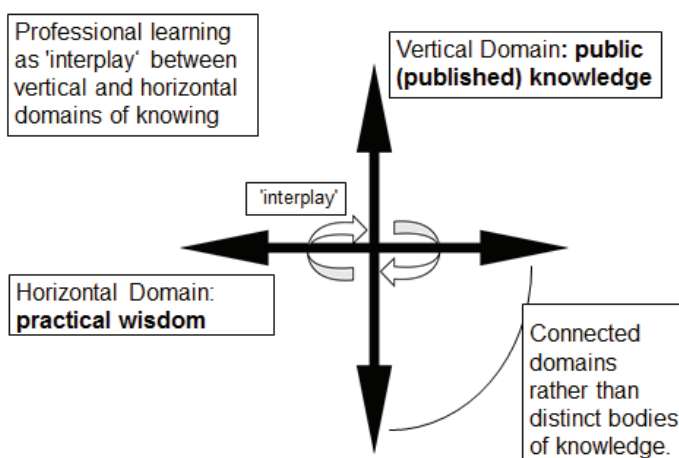 Professional learning
as 'interplay' between
vertical and horizontal
domains of knowing
Vertical Domain: public
(published) knowledge
'interplay'
Horizontal Domain:
practical wisdom
Connected
domains
rather than
distinct bodies
of knowledge.